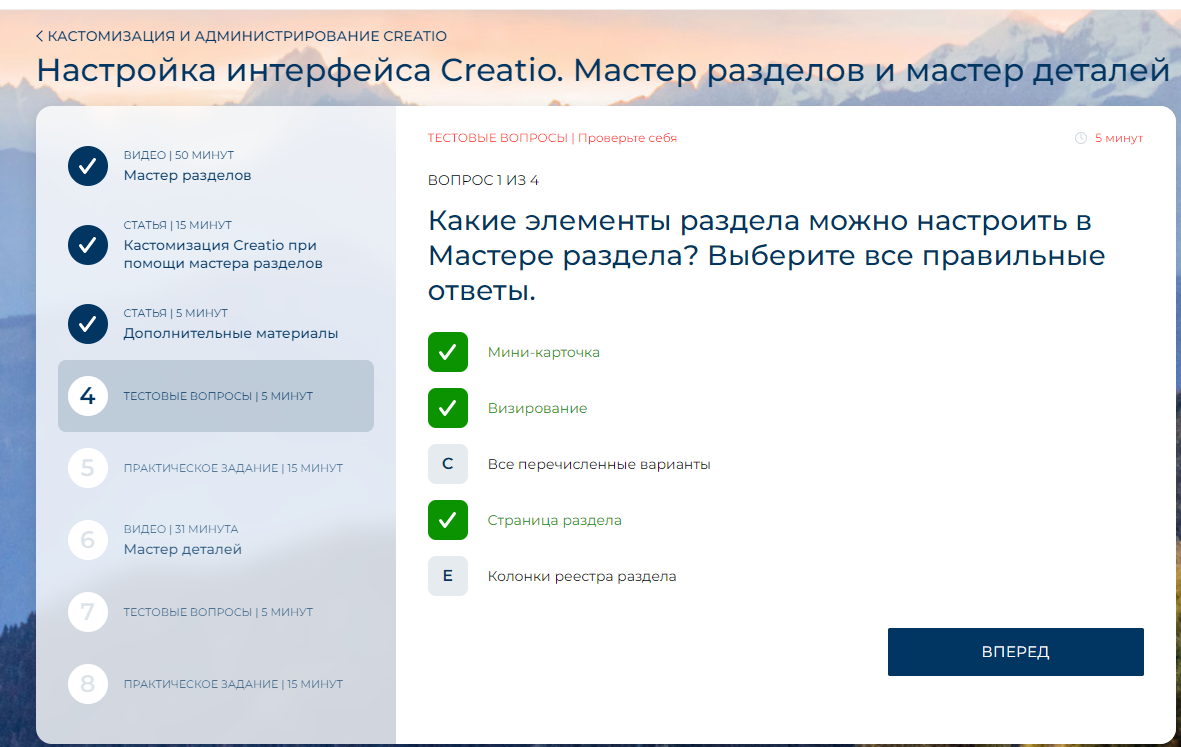 < КАСТОМИЗАЦИЯ И АДМИНИСТРИРОВАНИЕ CREATIO
Настройка интерфейса Creatio. Мастер разделов и мастер деталей
ВИДЕО | 50 МИНУТ
Мастер разделов
СТАТЬЯ | 15 МИНУТ
Кастомизация Creatio при
помощи мастера разделов
СТАТЬЯ | 5 МИНУТ
Дополнительные материалы
4 ТЕСТОВЫЕ ВОПРОСЫ | 5 МИНУТ
5 ПРАКТИЧЕСКОЕ ЗАДАНИЕ | 15 МИНУТ
6 ВИДЕО | 31 МИНУТА
Мастер деталей
7 ТЕСТОВЫЕ ВОПРОСЫ | 5 МИНУТ
8 ПРАКТИЧЕСКОЕ ЗАДАНИЕ | 15 МИНУТ
ТЕСТОВЫЕ ВОПРОСЫ | Проверьте себя
5 минут
ВОПРОС 1 ИЗ 4
Какие элементы раздела можно настроить в
Мастере раздела? Выберите все правильные
ответы.
Мини-карточка
Визирование
C Все перечисленные варианты
Страница раздела
E Колонки реестра раздела
ВПЕРЕД